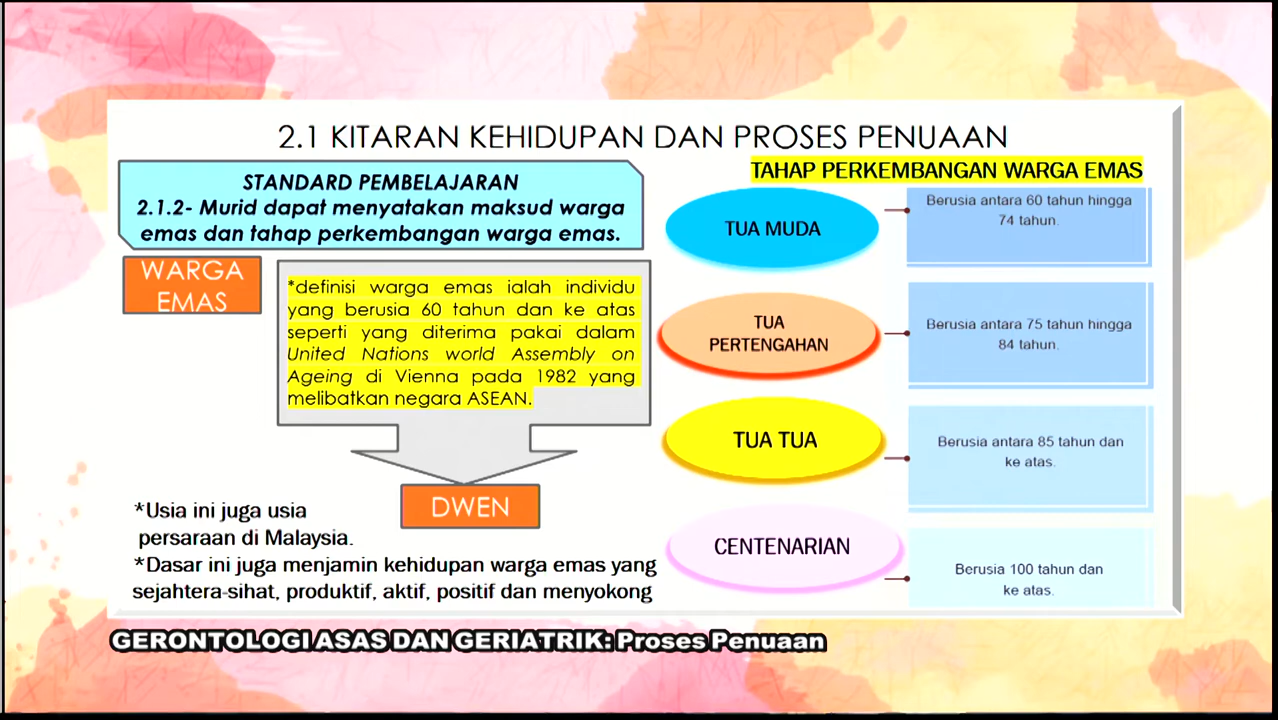 2.1 KITARAN KEHIDUPAN DAN PROSES PENUAAN
STANDARD PEMBELAJARAN
2.1.2- Murid dapat menyatakan maksud warga
emas dan tahap perkembangan warga emas.
WARGA
EMAS
*definisi warga emas ialah individu
yang berusia 60 tahun dan ke atas
seperti yang diterima pakai dalam
United Nations world Assembly on
Ageing di Vienna pada 1982 yang
melibatkan negara ASEAN.
DWEN
*Usia ini juga usia
persaraan di Malaysia.
*Dasar ini juga menjamin kehidupan warga emas yang
sejahtera-sihat, produktif, aktif, positif dan menyokong
TAHAP PERKEMBANGAN WARGA EMAS
TUA MUDA
Berusia antara 60 tahun hingga
74 tahun.
TUA
PERTENGAHAN
Berusia antara 75 tahun hingga
84 tahun.
TUA TUA
Berusia antara 85 tahun dan
ke atas.
CENTENARIAN
Berusia 100 tahun dan
ke atas.
GERONTOLOGI ASAS DAN GERIATRIK: Proses Penuaan